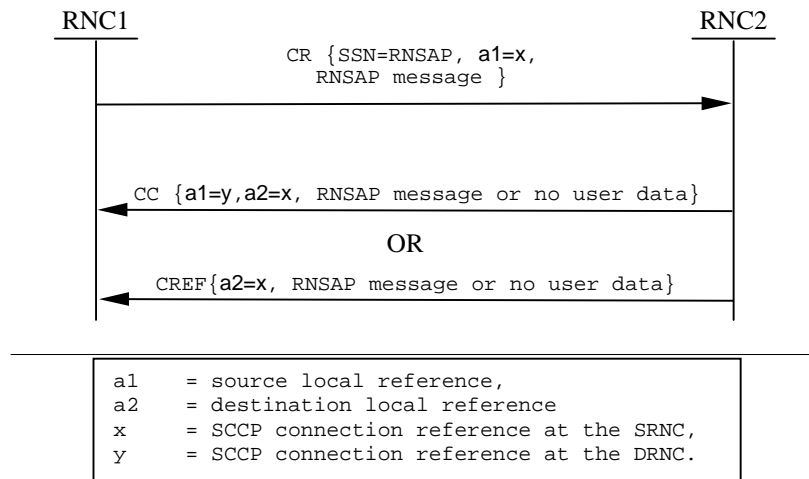 RNC1 RNC2
CR {SSN=RNSAP, a1=x,
RNSAP message }
CC {a1=y,a2=x, RNSAP message or no user data}
OR
CREF{a2=x, RNSAP message or no user data}
a1 = source local reference,
a2 = destination local reference
x = SCCP connection reference at the SRNC,
y = SCCP connection reference at the DRNC.